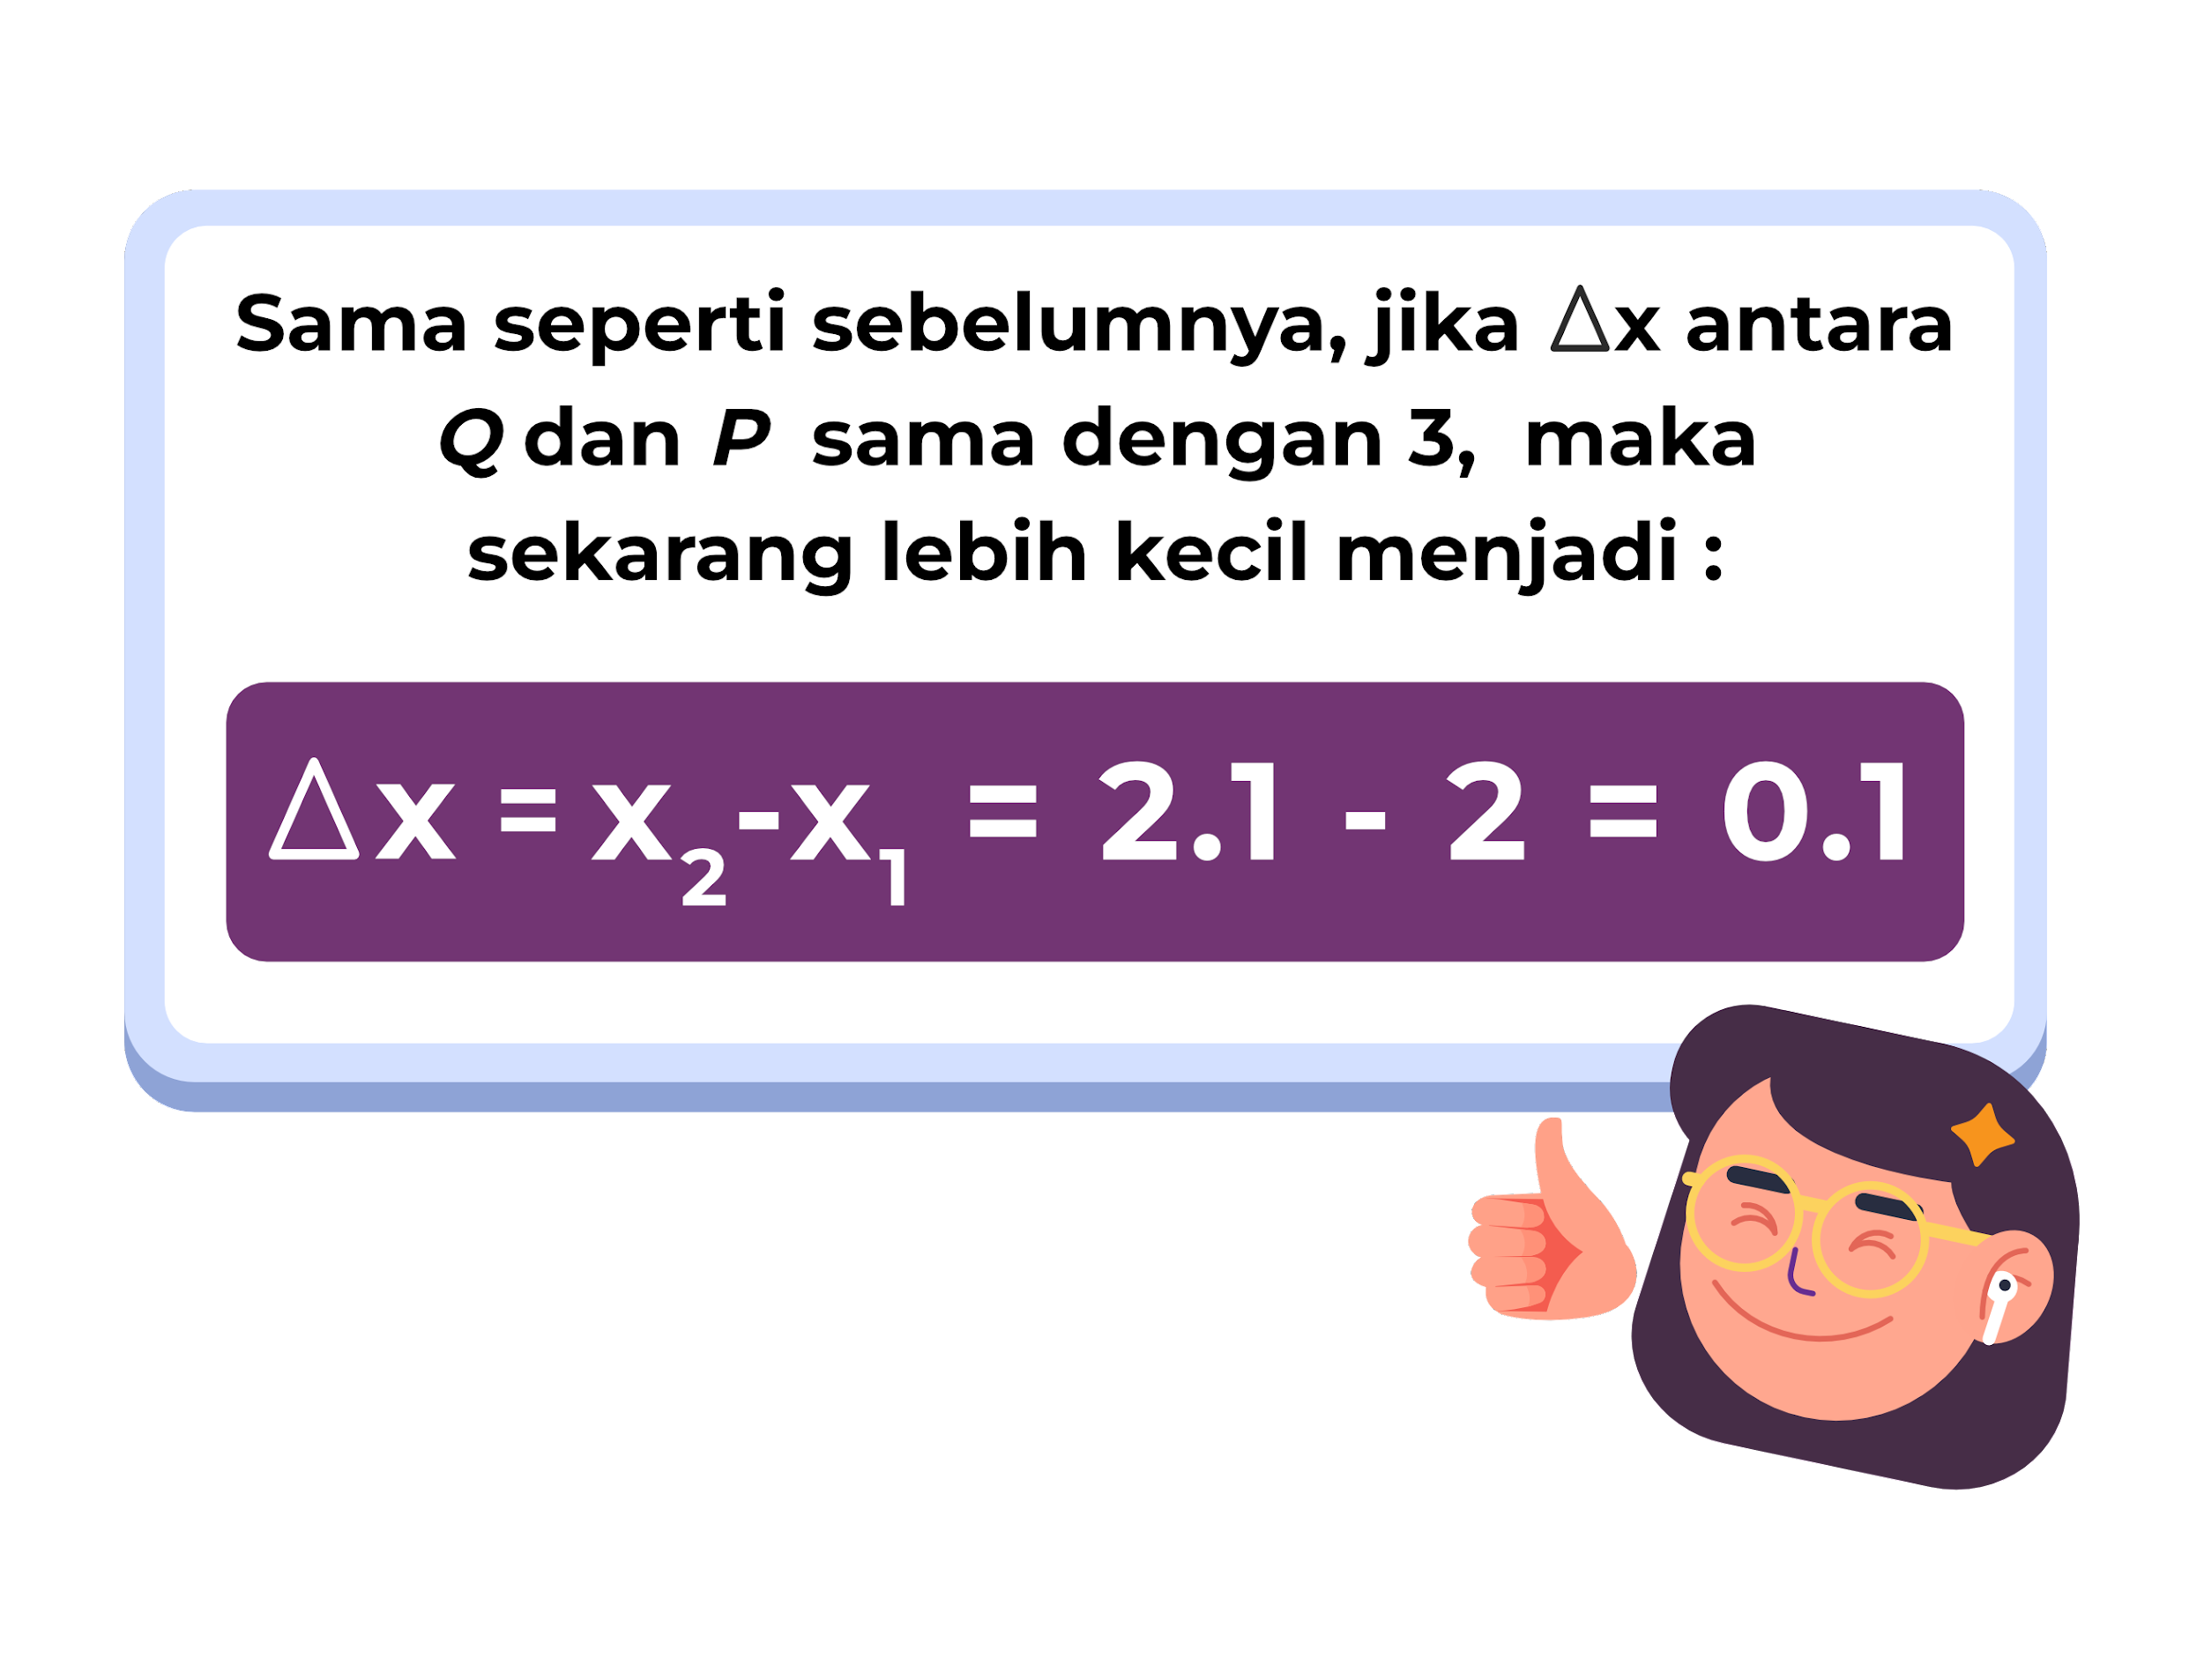 Sama seperti sebelumnya, jika △x antara
Q dan P sama dengan 3, maka
sekarang lebih kecil menjadi :
△x = x₂-x₁ = 2.1 - 2 = 0.1